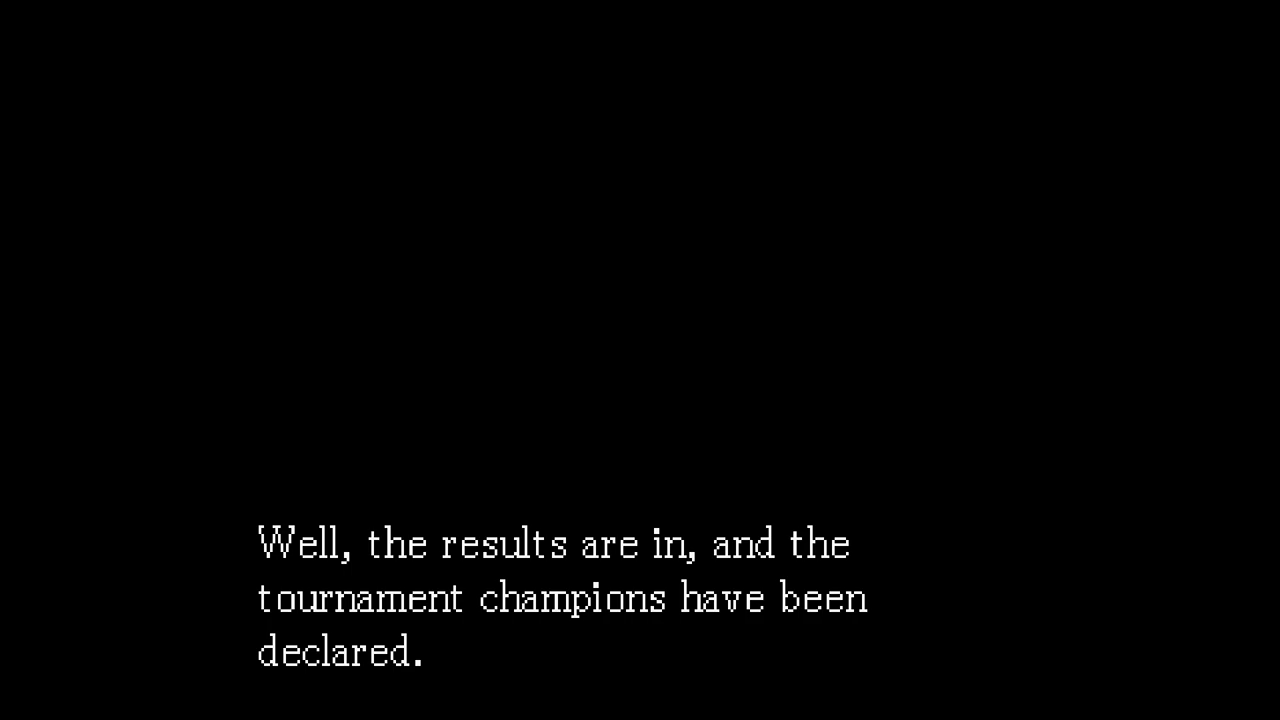 Well, the results are in, and the
tournament champions have been
declared.